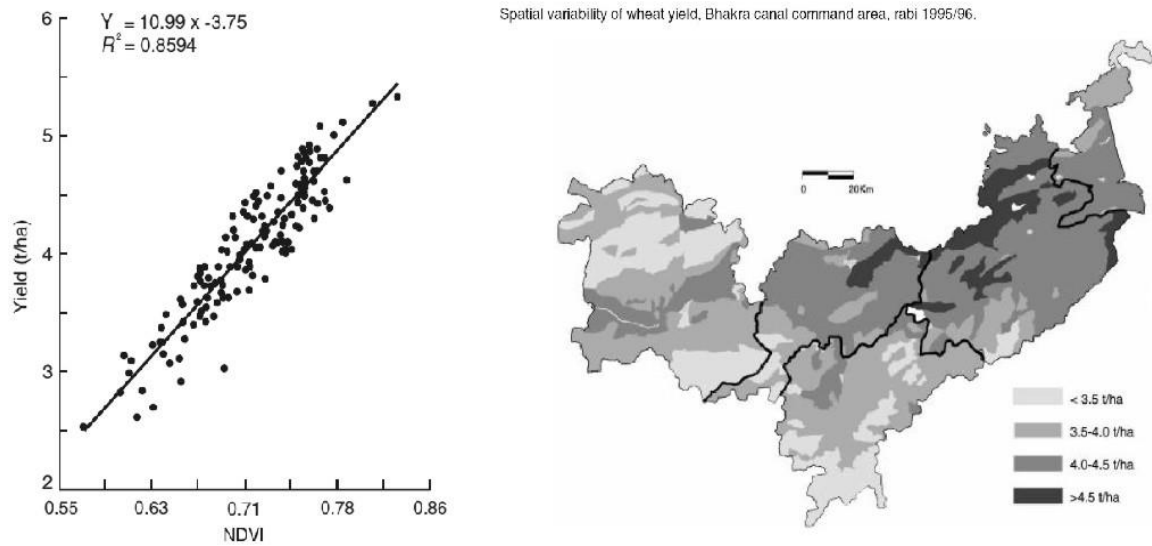 Y = 10.99 x -3.75
R² = 0.8594
6
5
4
3
2
Yield (t/ha)
0.55 0.63 0.71 0.78 0.86
NDVI
Spatial variability of wheat yield, Bhakra canal command area, rabi 1995/96.
0 20Km
< 3.5 t/ha
3.5-4.0 t/ha
4.0-4.5 t/ha
>4.5 t/ha